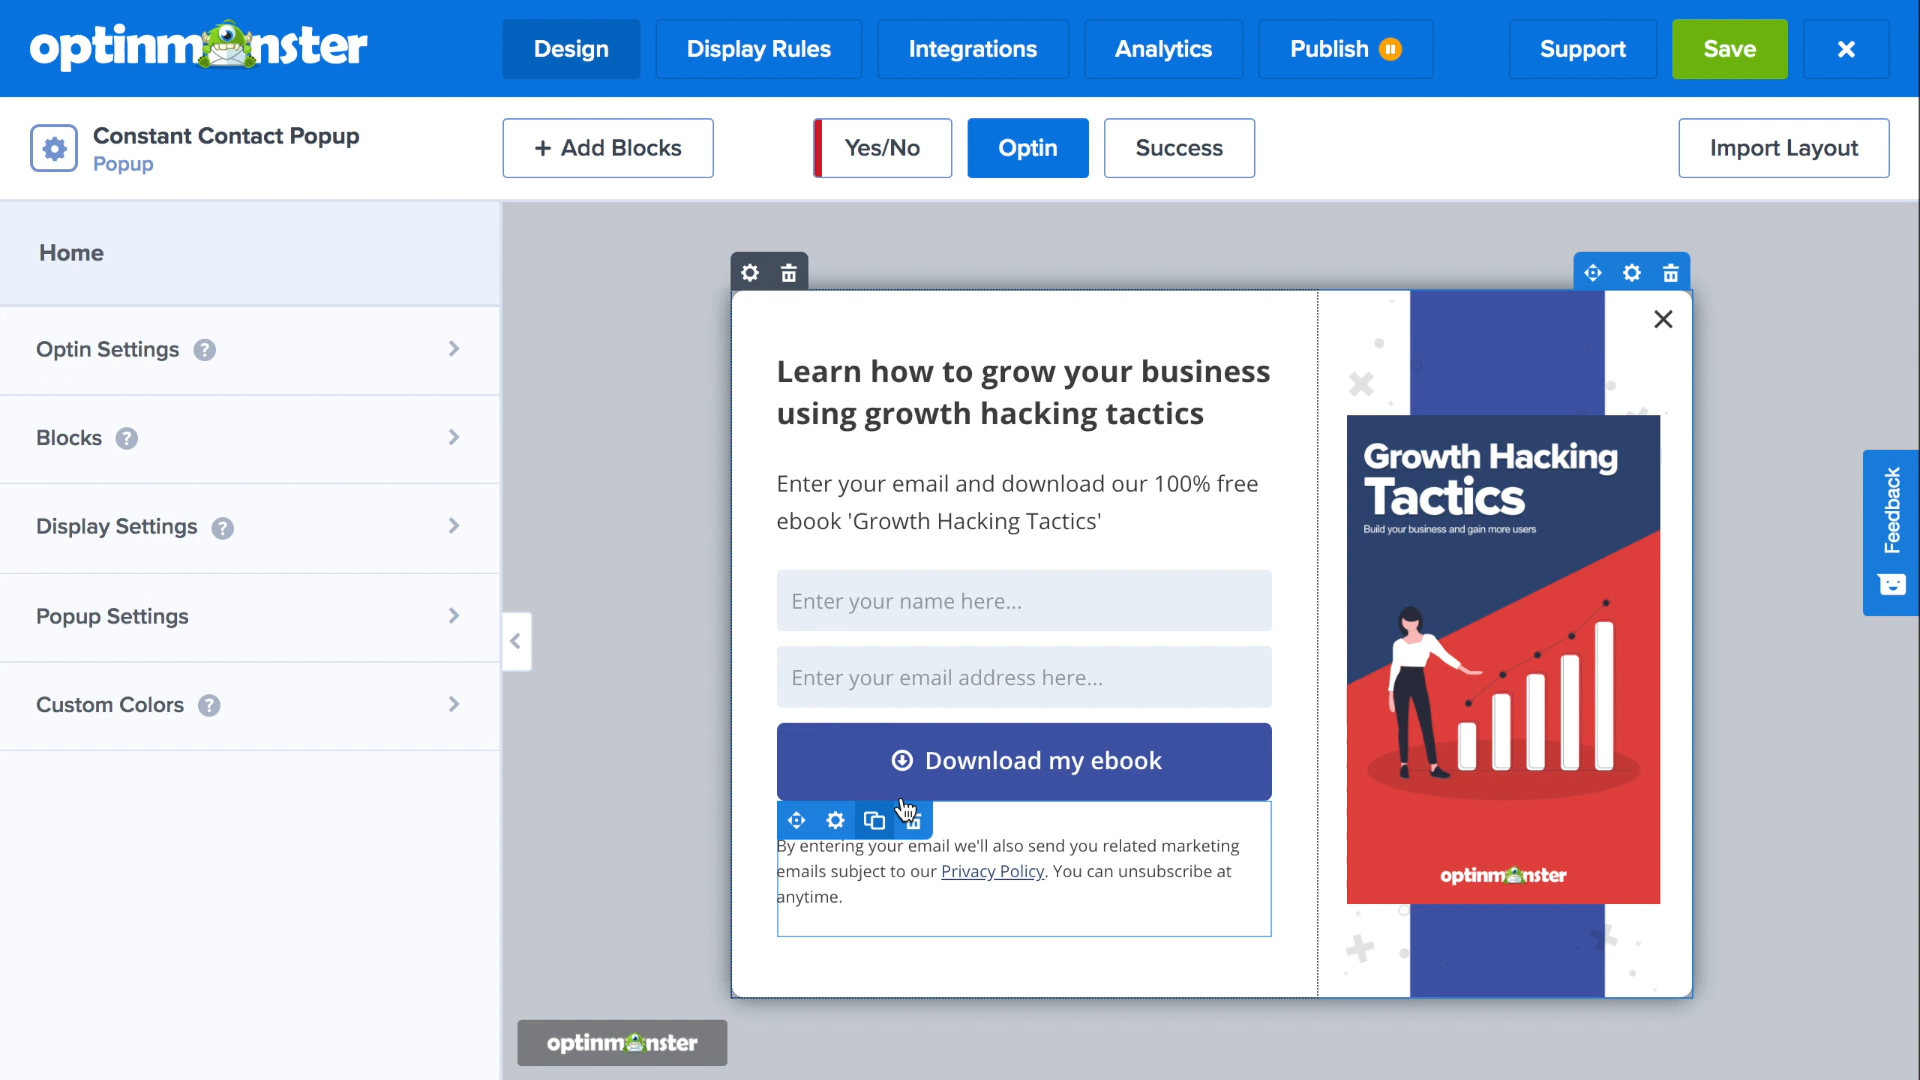 optinmonster
Design
Display Rules
Integrations
Analytics
Publish
Support
Save
Constant Contact Popup
Popup
+ Add Blocks
Yes/No
Optin
Success
Import Layout
Home
Optin Settings ?
Blocks ?
Display Settings ?
Popup Settings
Custom Colors ?
Learn how to grow your business
using growth hacking tactics
Enter your email and download our 100% free
ebook 'Growth Hacking Tactics'
Enter your name here...
Enter your email address here...
Download my ebook
By entering your email we'll also send you related marketing
emails subject to our Privacy Policy. You can unsubscribe at
anytime.
Growth Hacking
Tactics
Build your business and gain more users
optinmonster
Feedback
optinmonster